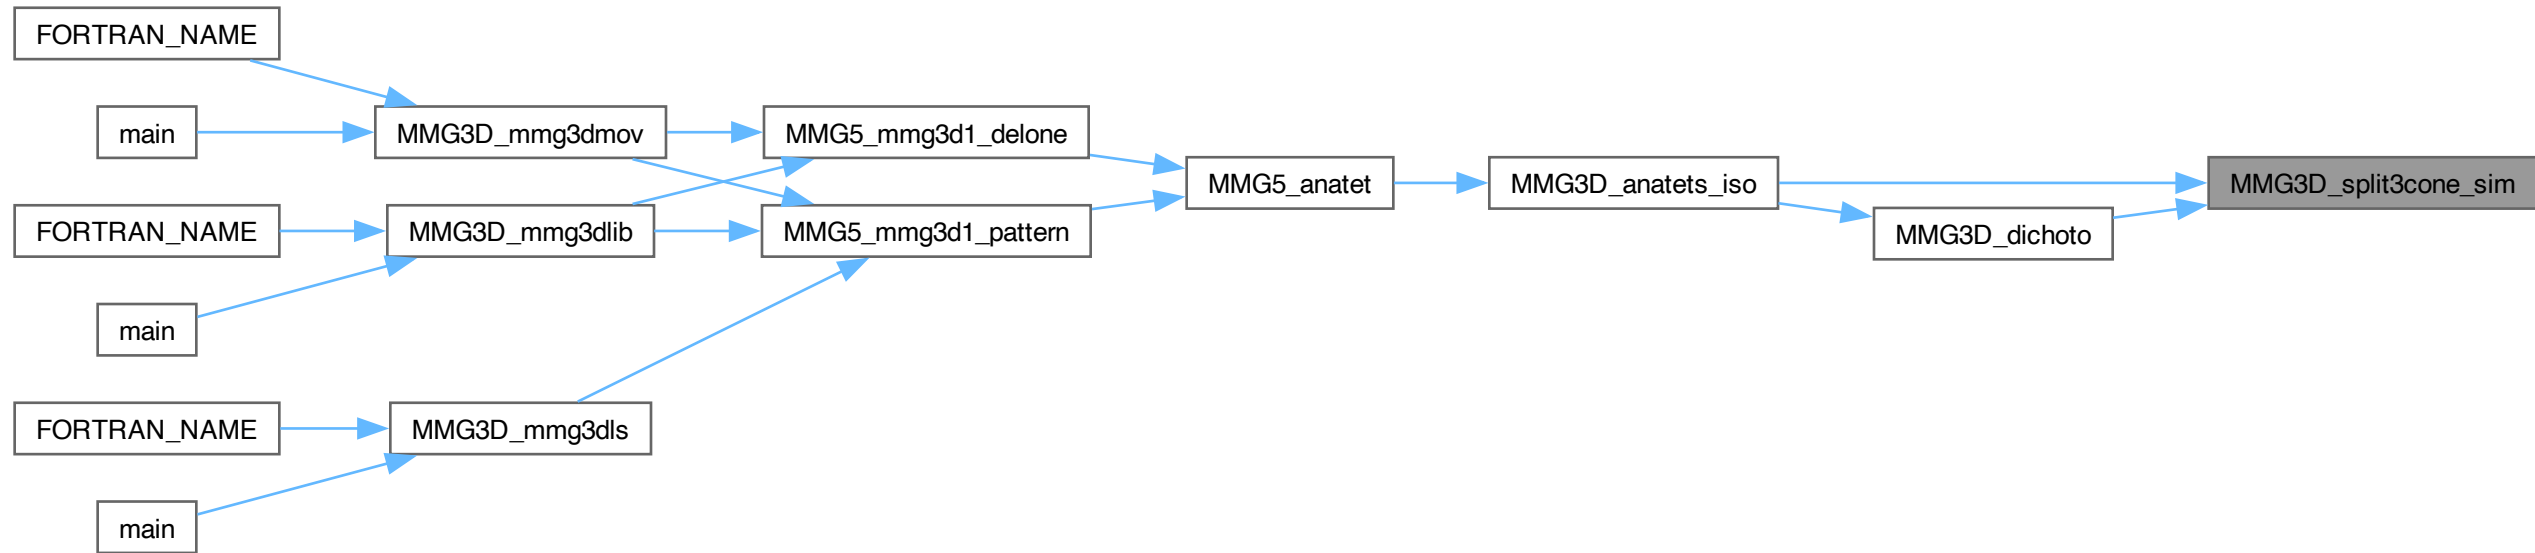 FORTRAN_NAME
main
MMG3D_mmg3dmov
MMG5_mmg3d1_delone
MMG5_anatet
MMG3D_anatets_iso
MMG3D_split3cone_sim
FORTRAN_NAME
MMG3D_mmg3dlib
MMG5_mmg3d1_pattern
MMG3D_dichoto
main
FORTRAN_NAME
MMG3D_mmg3dls
main